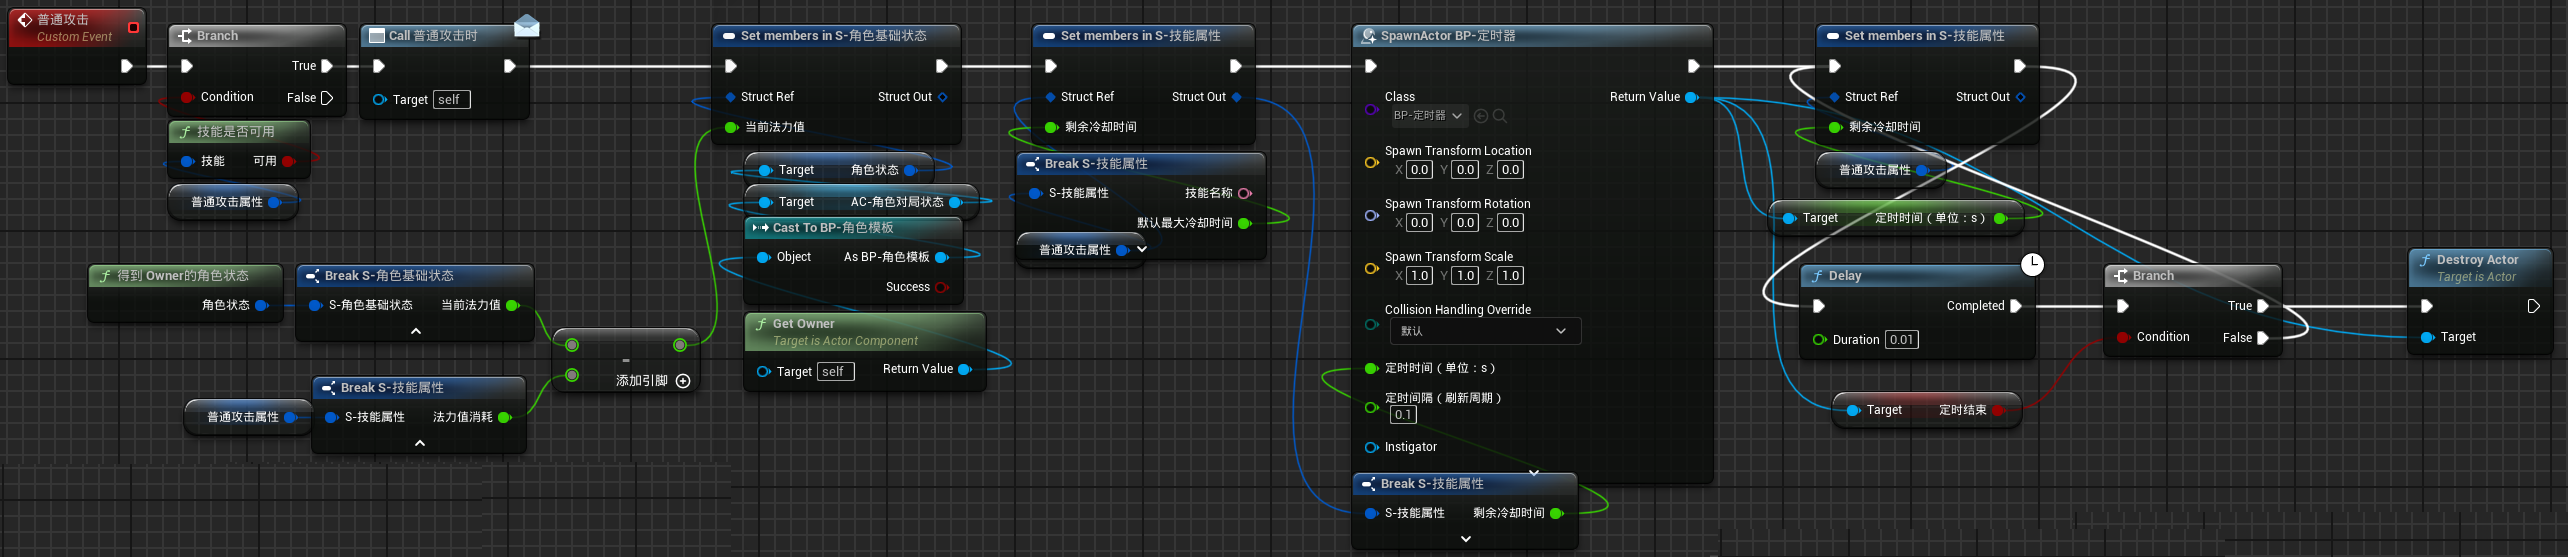 普通攻击
Custom Event
Branch
True
Condition
False
技能是否可用
技能
可用
普通攻击属性
Call 普通攻击时
Target
self
得到 Owner的角色状态
角色状态
Break S-角色基础状态
S-角色基础状态
当前法力值
普通攻击属性
Break S-技能属性
S-技能属性
法力值消耗
-
添加引脚
Set members in S-角色基础状态
Struct Ref
Struct Out
当前法力值
Target
角色状态
Target
AC-角色对局状态
Cast To BP-角色模板
Object
As BP-角色模板
Success
Get Owner
Target is Actor Component
Target
self
Return Value
Set members in S-技能属性
Struct Ref
Struct Out
剩余冷却时间
Break S-技能属性
S-技能属性
技能名称
默认最大冷却时间
普通攻击属性
SpawnActor BP-定时器
Class
Return Value
BP-定时器
Spawn Transform Location
X 0.0 Y 0.0 Z 0.0
Spawn Transform Rotation
X 0.0 Y 0.0 Z 0.0
Spawn Transform Scale
X 1.0 Y 1.0 Z 1.0
Collision Handling Override
默认
定时时间（单位：s）
定时间隔（刷新周期）
0.1
Instigator
Break S-技能属性
S-技能属性
剩余冷却时间
Set members in S-技能属性
Struct Ref
Struct Out
剩余冷却时间
普通攻击属性
Target
定时时间（单位：s）
Delay
Completed
Duration
0.01
Target
定时结束
Branch
True
Condition
False
Destroy Actor
Target is Actor
Target